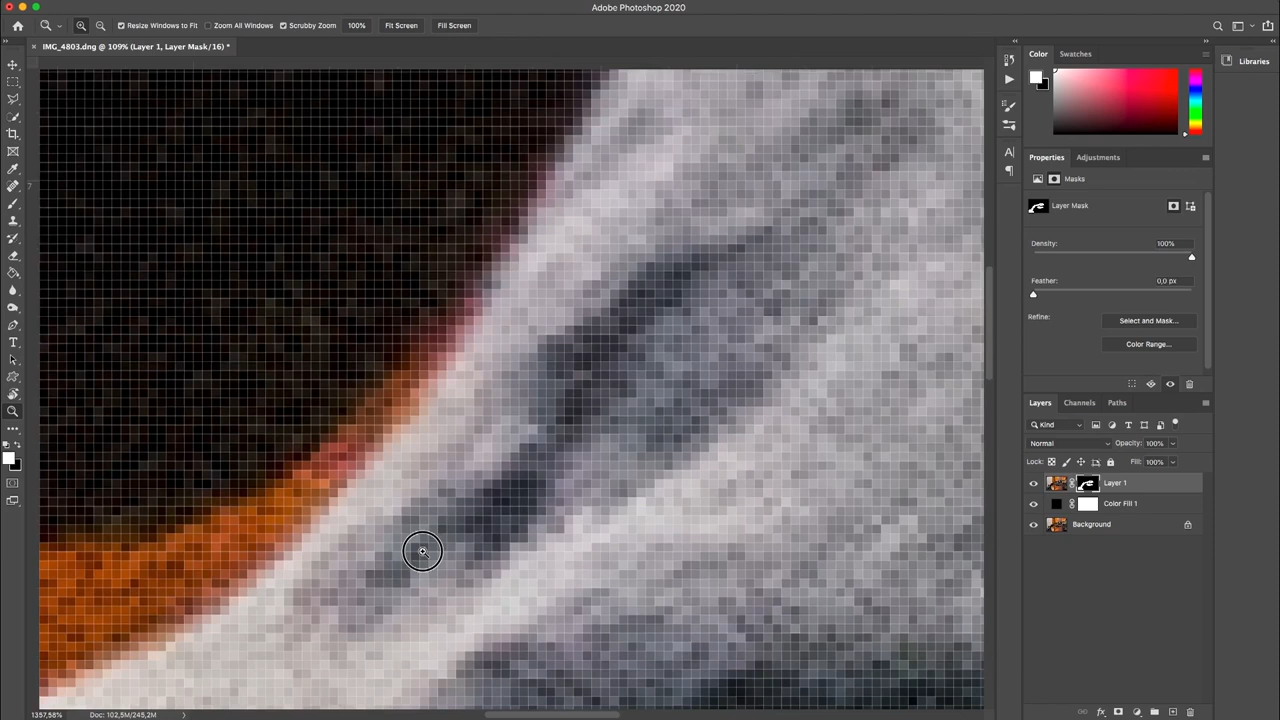 Adobe Photoshop 2020
Resize Windows to Fit
Zoom All Windows
Scrubby Zoom
100%
Fit Screen
Fill Screen
IMG_4803.dng @ 109% (Layer 1, Layer Mask/16) *
Color
Swatches
Libraries
Properties
Adjustments
Masks
Layer Mask
Density:
100%
Feather:
0,0 px
Refine:
Select and Mask...
Color Range...
Layers
Channels
Paths
Kind
Normal
Opacity: 100%
Lock:
Fill: 100%
Layer 1
Color Fill 1
Background
7
1357,58%
Doc: 102,5M/245,2M